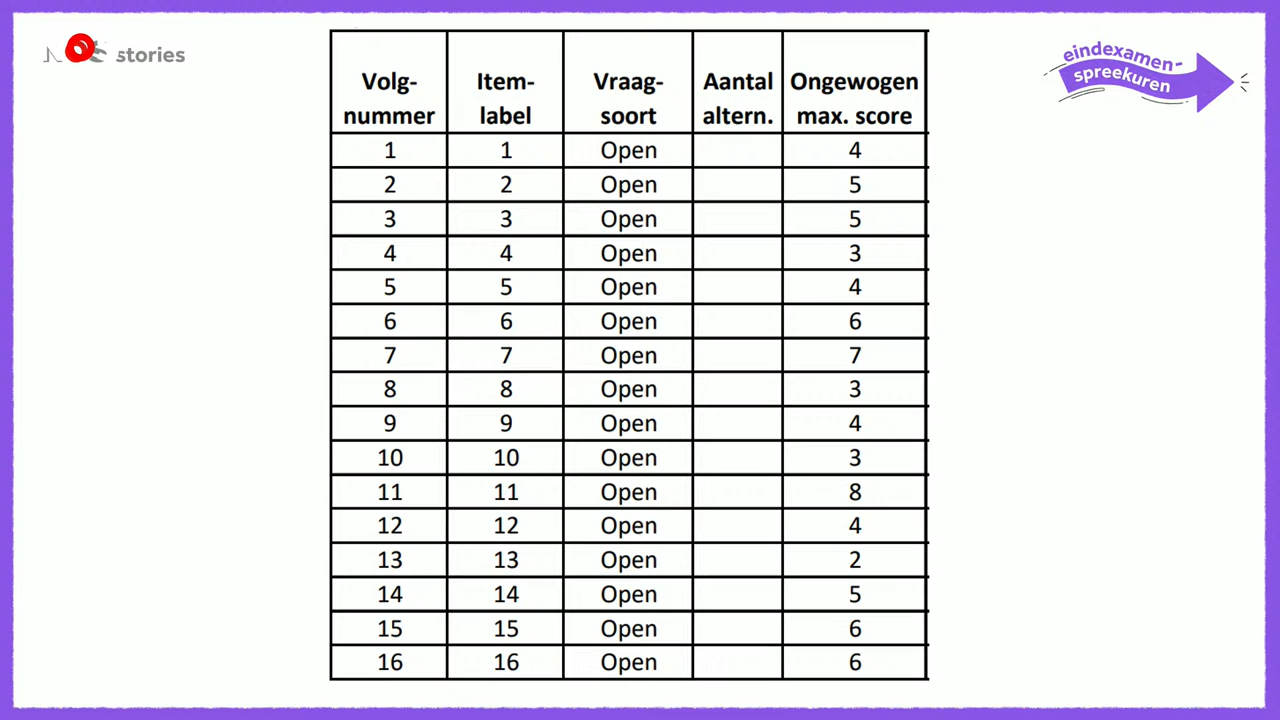 stories
eindexamen-
spreekuren
Volg- Item- Vraag- Aantal Ongewogen
nummer label soort altern. max. score
1 1 Open 4
2 2 Open 5
3 3 Open 5
4 4 Open 3
5 5 Open 4
6 6 Open 6
7 7 Open 7
8 8 Open 3
9 9 Open 4
10 10 Open 3
11 11 Open 8
12 12 Open 4
13 13 Open 2
14 14 Open 5
15 15 Open 6
16 16 Open 6